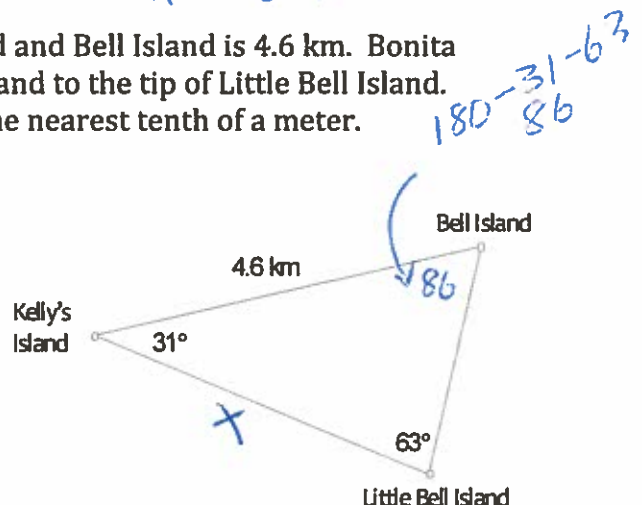 d and Bell Island is 4.6 km. Bonita
and to the tip of Little Bell Island.
ne nearest tenth of a meter.
180-31-63
86
Bell Island
4.6 km
86
Kelly's
Island
31°
x
63°
Little Bell Island